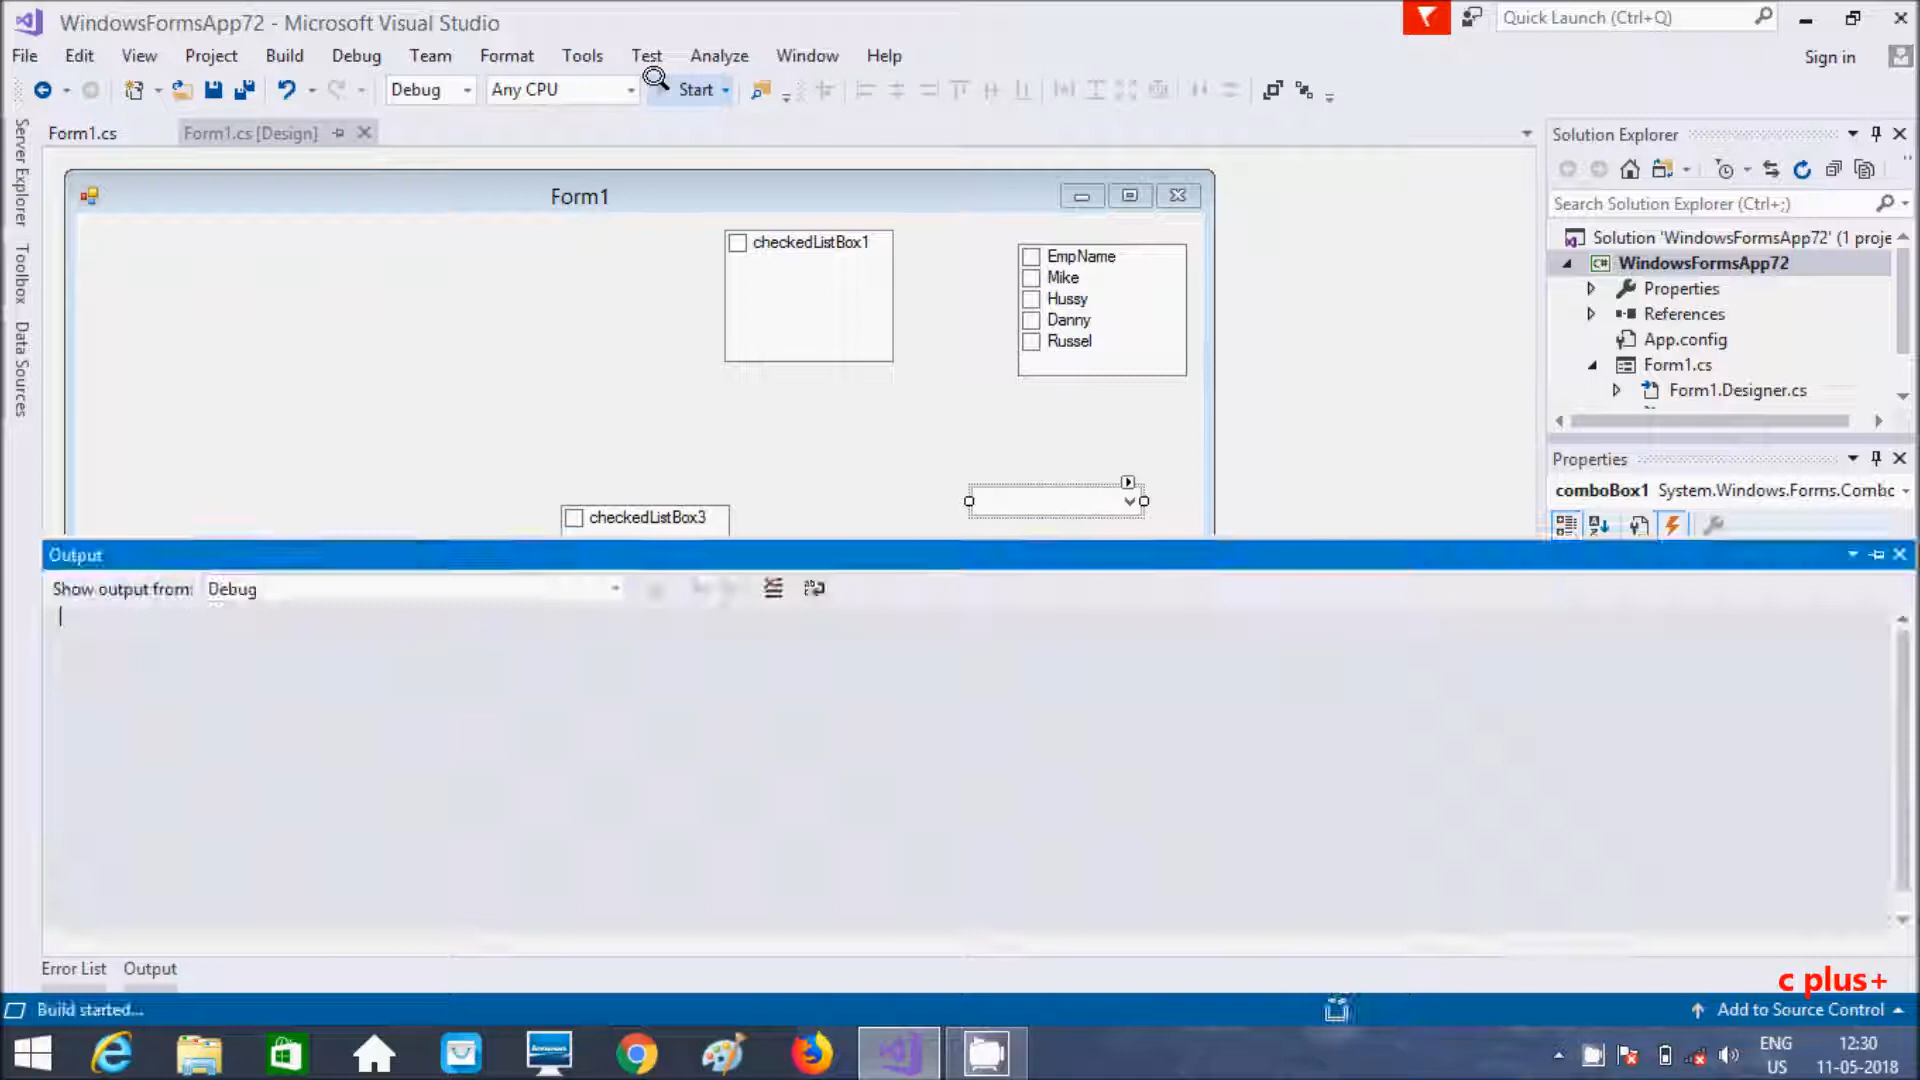 WindowsFormsApp72 - Microsoft Visual Studio
Quick Launch (Ctrl+Q)
File Edit View Project Build Debug Team Format Tools Test Analyze Window Help
Sign in
Debug Any CPU Start
Server Explorer
Toolbox
Data Sources
Form1.cs Form1.cs [Design]
Form1
checkedListBox1
EmpName
Mike
Hussy
Danny
Russel
checkedListBox3
Solution Explorer
Search Solution Explorer (Ctrl+;)
Solution 'WindowsFormsApp72' (1 proje
C# WindowsFormsApp72
Properties
References
App.config
Form1.cs
Form1.Designer.cs
Properties
comboBox1 System.Windows.Forms.Combo
Output
Show output from: Debug
Error List Output
c plus+
Build started...
Add to Source Control
Lenovo
ENG
US
12:30
11-05-2018